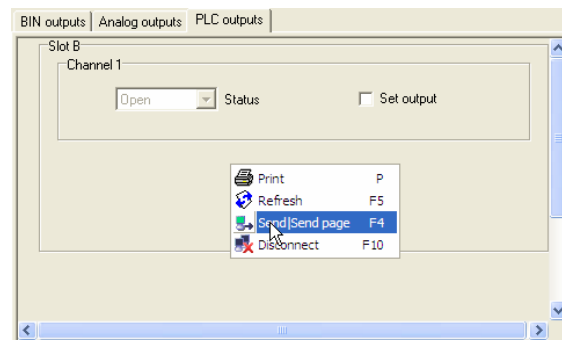 BIN outputs Analog outputs PLC outputs
Slot B
Channel 1
Open Status Set output
Print P
Refresh F5
Send|Send page F4
Disconnect F10